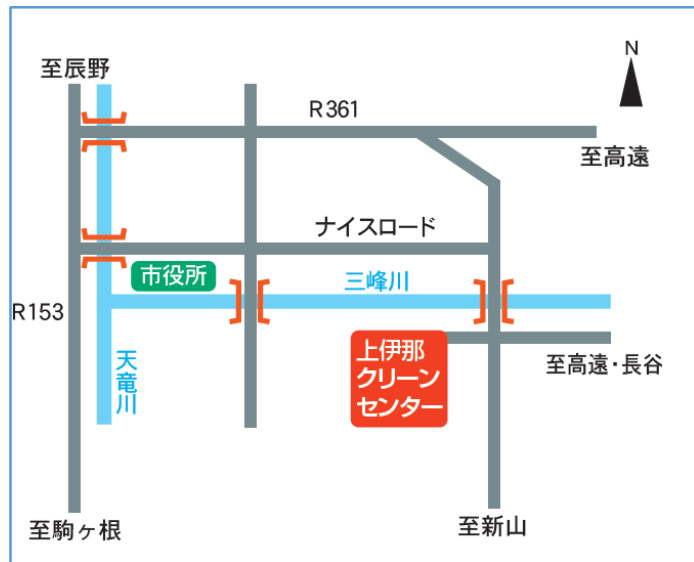 至辰野
N
R361
至高遠
ナイスロード
市役所
三峰川
R153
上伊那
クリーン
センター
至高遠・長谷
天竜川
至駒ヶ根
至新山